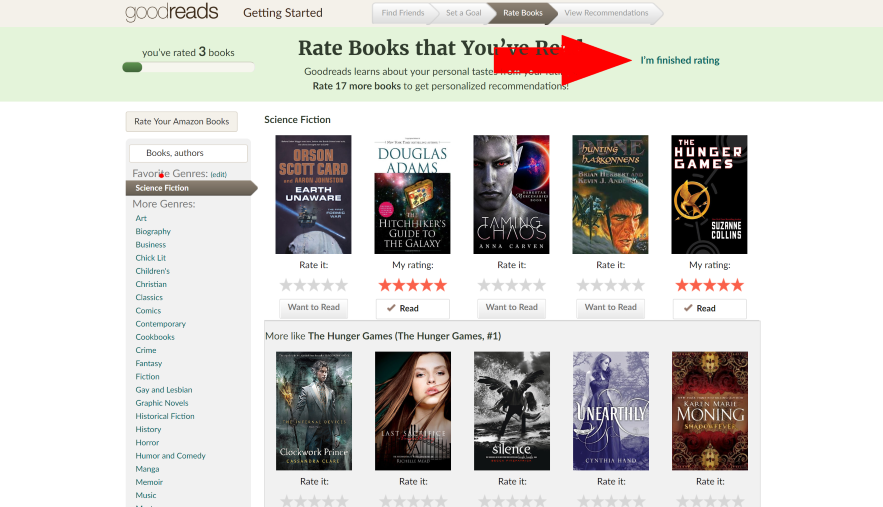 goodreads Getting Started Find Friends Set a Goal Rate Books View Recommendations
you've rated 3 books
Rate Books that You've Read
I'm finished rating
Goodreads learns about your personal tastes from your
Rate 17 more books to get personalized recommendations!
Rate Your Amazon Books
Books, authors
Favorite Genres: (edit)
Science Fiction
More Genres:
Art
Biography
Business
Chick Lit
Children's
Christian
Classics
Comics
Contemporary
Cookbooks
Crime
Fantasy
Fiction
Gay and Lesbian
Graphic Novels
Historical Fiction
History
Horror
Humor and Comedy
Manga
Memoir
Music
Science Fiction
ORSON
SCOTT CARD
and AARON JOHNSTON
EARTH
UNAWARE
DOUGLAS
ADAMS
THE
HITCHHIKER'S
GUIDE TO
THE GALAXY
TAMING
CHAOS
ANNA CARVEN
HUNTING
HARKONNENS
BRIAN HERBERT AND
KEVIN J. ANDERSON
THE
HUNGER
GAMES
SUZANNE
COLLINS
Rate it: My rating: Rate it: Rate it: My rating:
Want to Read Read Want to Read Want to Read Read
More like The Hunger Games (The Hunger Games, #1)
THE INFERNAL DEVICES
Clockwork Prince
CASSANDRA CLARE
LAST SACRIFICE
RICHELLE MEAD
silence
UNEARTHLY
CYNTHIA HAND
KAREN MARIE
MONING
SHADOWFEVER
Rate it: Rate it: Rate it: Rate it: Rate it: